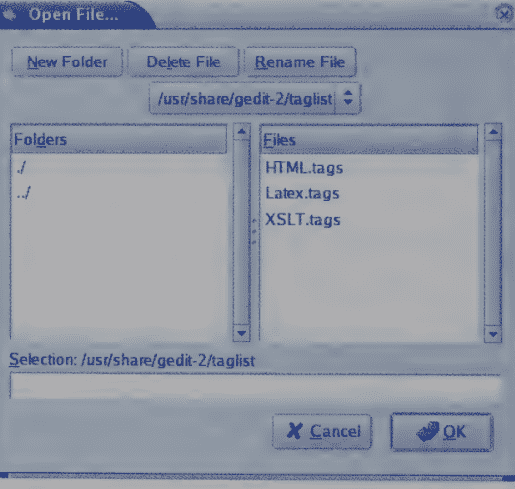 Open File...
New Folder Delete File Rename File
/usr/share/gedit-2/taglist
Folders
./
../
Files
HTML.tags
Latex.tags
XSLT.tags
Selection: /usr/share/gedit-2/taglist
Cancel OK